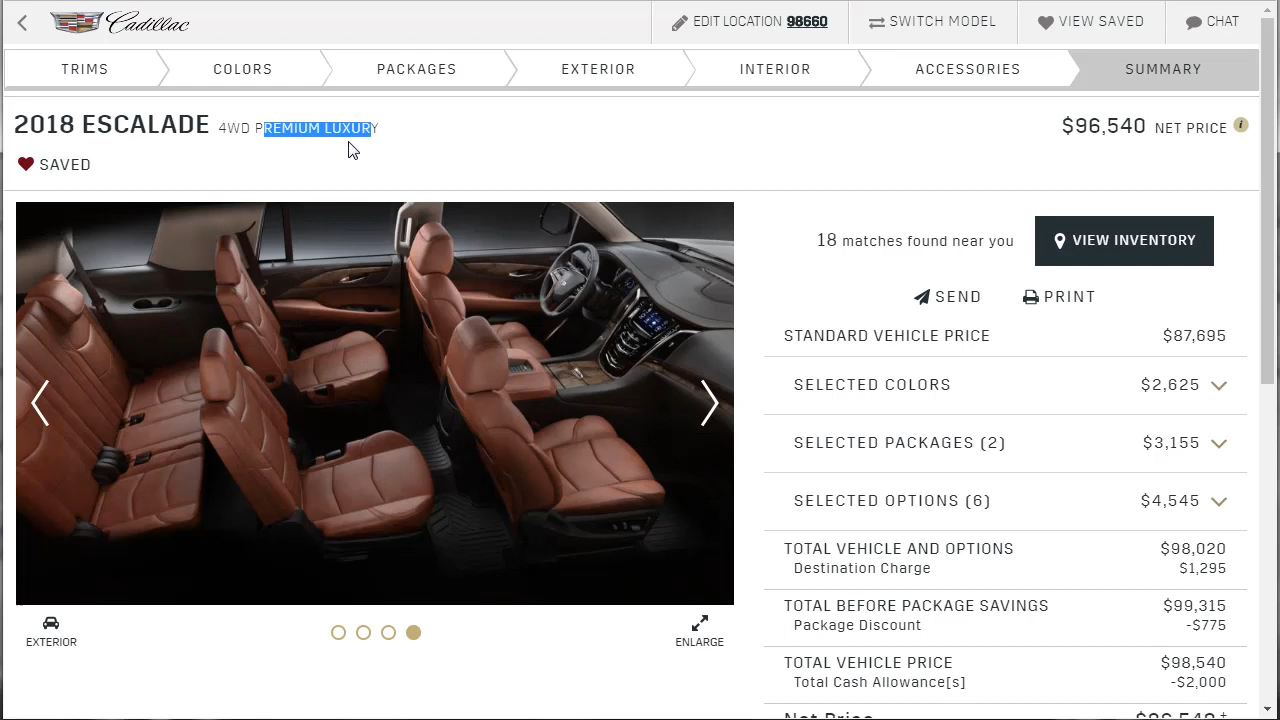 Cadillac
EDIT LOCATION 98660
SWITCH MODEL
VIEW SAVED
CHAT
TRIMS
COLORS
PACKAGES
EXTERIOR
INTERIOR
ACCESSORIES
SUMMARY
2018 ESCALADE 4WD PREMIUM LUXURY
$96,540 NET PRICE i
SAVED
18 matches found near you
VIEW INVENTORY
SEND
PRINT
STANDARD VEHICLE PRICE $87,695
SELECTED COLORS $2,625
SELECTED PACKAGES (2) $3,155
SELECTED OPTIONS (6) $4,545
TOTAL VEHICLE AND OPTIONS $98,020
Destination Charge $1,295
TOTAL BEFORE PACKAGE SAVINGS $99,315
Package Discount -$775
TOTAL VEHICLE PRICE $98,540
Total Cash Allowance[s] -$2,000
Net Price $96,540 ‡
EXTERIOR
ENLARGE